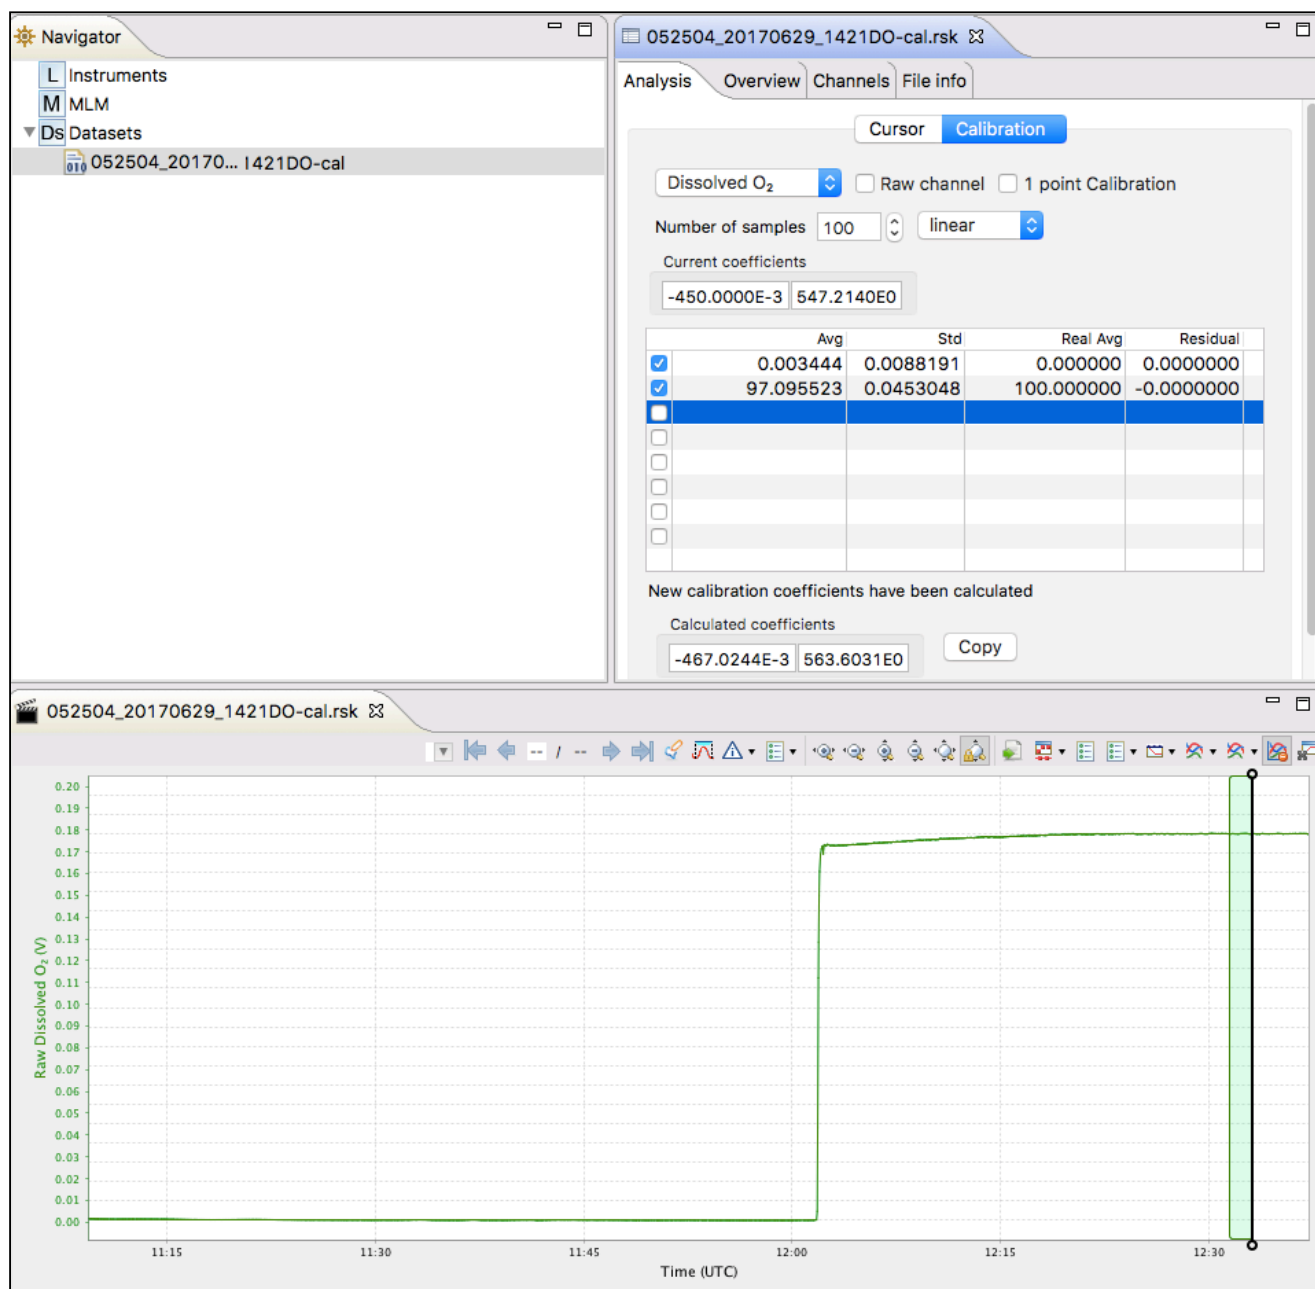 Navigator
L Instruments
M MLM
Ds Datasets
010 052504_20170... 1421DO-cal
052504_20170629_1421DO-cal.rsk
Analysis Overview Channels File info
Cursor Calibration
Dissolved O₂ Raw channel 1 point Calibration
Number of samples 100 linear
Current coefficients
-450.0000E-3 547.2140E0
Avg Std Real Avg Residual
0.003444 0.0088191 0.000000 0.0000000
97.095523 0.0453048 100.000000 -0.0000000
New calibration coefficients have been calculated
Calculated coefficients
-467.0244E-3 563.6031E0 Copy
052504_20170629_1421DO-cal.rsk
-- / --
0.20
0.19
0.18
0.17
0.16
0.15
0.14
0.13
0.12
0.11
0.10
0.09
0.08
0.07
0.06
0.05
0.04
0.03
0.02
0.01
0.00
Raw Dissolved O₂ (V)
11:15 11:30 11:45 12:00 12:15 12:30
Time (UTC)